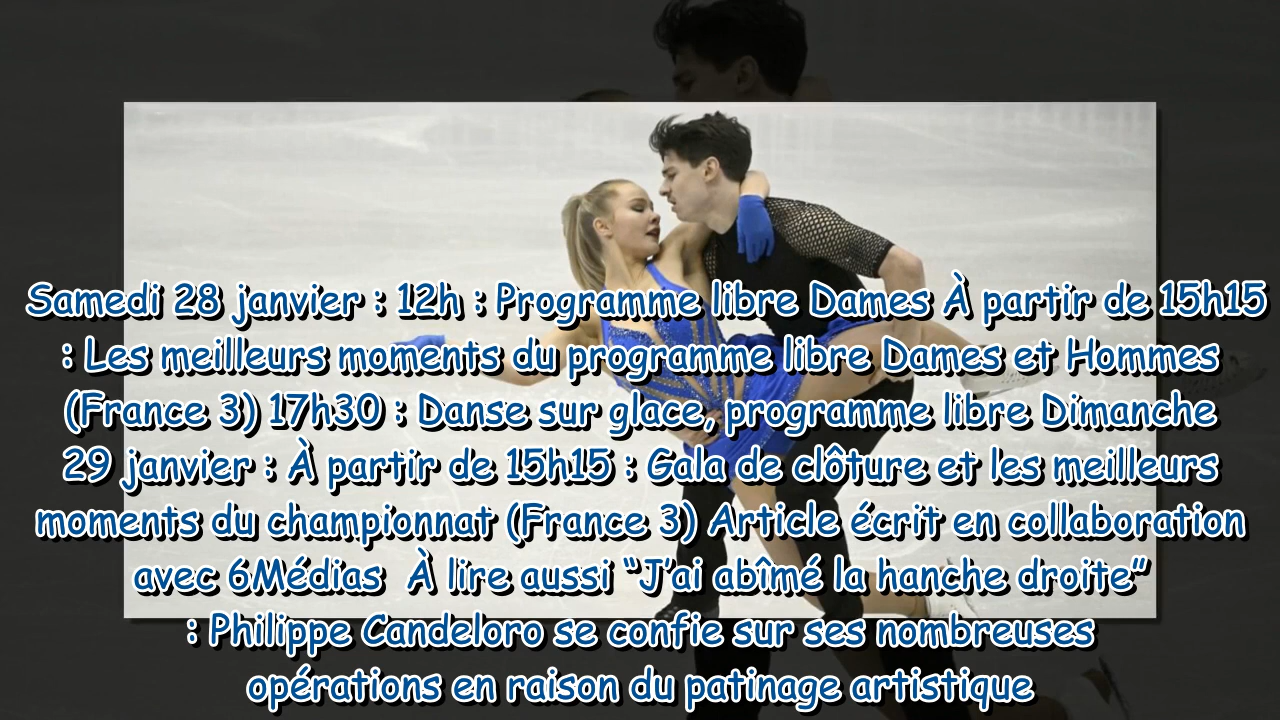 Samedi 28 janvier : 12h : Programme libre Dames À partir de 15h15
: Les meilleurs moments du programme libre Dames et Hommes
(France 3) 17h30 : Danse sur glace, programme libre Dimanche
29 janvier : À partir de 15h15 : Gala de clôture et les meilleurs
moments du championnat (France 3) Article écrit en collaboration
avec 6Médias À lire aussi “J’ai abîmé la hanche droite”
: Philippe Candeloro se confie sur ses nombreuses
opérations en raison du patinage artistique